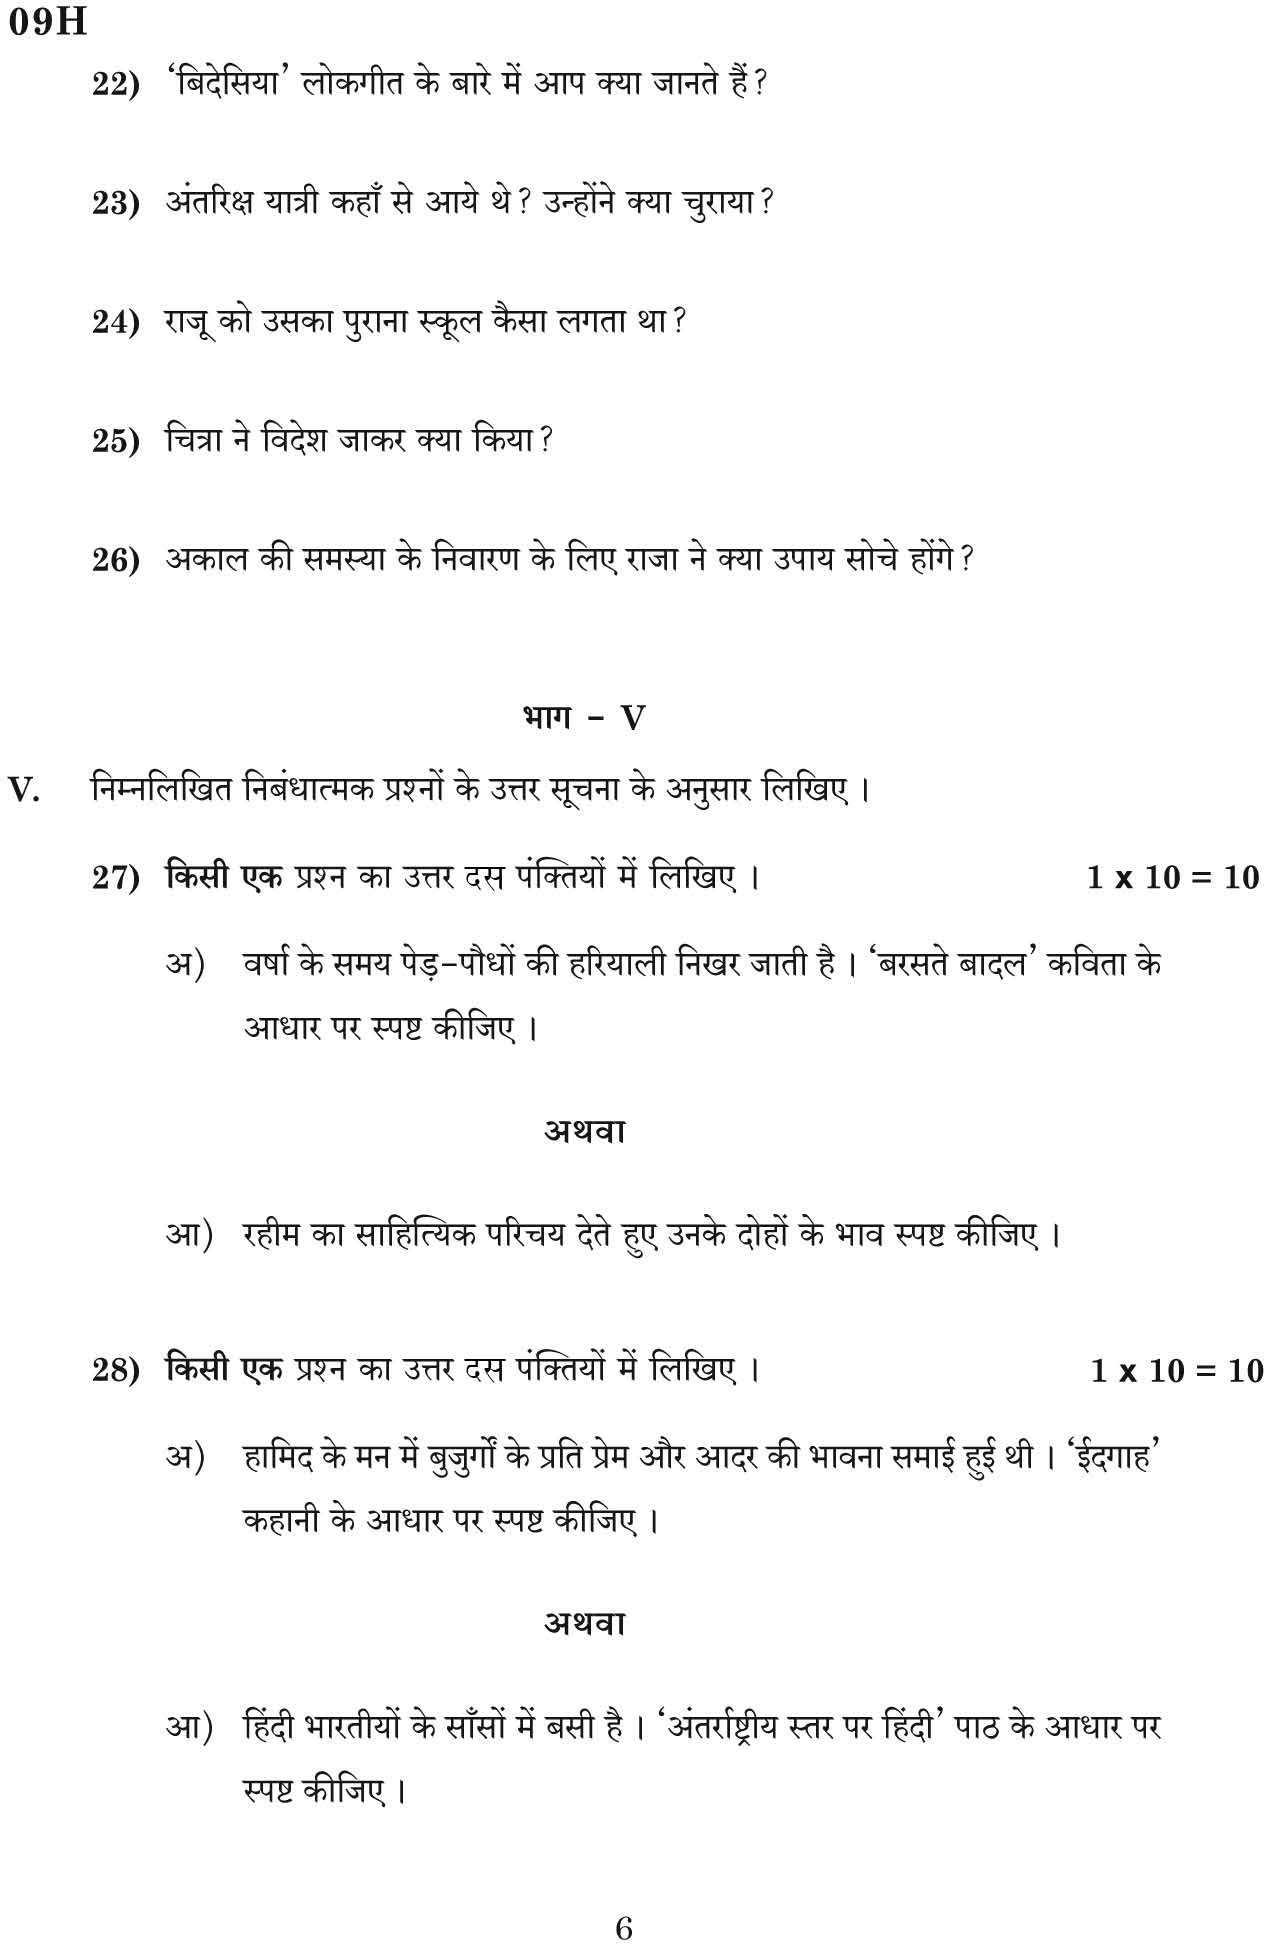 09H
22) ‘बिदेसिया’ लोकगीत के बारे में आप क्या जानते हैं?
23) अंतरिक्ष यात्री कहाँ से आये थे? उन्होंने क्या चुराया?
24) राजू को उसका पुराना स्कूल कैसा लगता था?
25) चित्रा ने विदेश जाकर क्या किया?
26) अकाल की समस्या के निवारण के लिए राजा ने क्या उपाय सोचे होंगे?
भाग - V
V. निम्नलिखित निबंधात्मक प्रश्नों के उत्तर सूचना के अनुसार लिखिए।
27) किसी एक प्रश्न का उत्तर दस पंक्तियों में लिखिए। 1 x 10 = 10
अ) वर्षा के समय पेड़-पौधों की हरियाली निखर जाती है। ‘बरसते बादल’ कविता के
आधार पर स्पष्ट कीजिए।
अथवा
आ) रहीम का साहित्यिक परिचय देते हुए उनके दोहों के भाव स्पष्ट कीजिए।
28) किसी एक प्रश्न का उत्तर दस पंक्तियों में लिखिए। 1 x 10 = 10
अ) हामिद के मन में बुजुर्गों के प्रति प्रेम और आदर की भावना समाई हुई थी। ‘ईदगाह’
कहानी के आधार पर स्पष्ट कीजिए।
अथवा
आ) हिंदी भारतीयों के साँसों में बसी है। ‘अंतर्राष्ट्रीय स्तर पर हिंदी’ पाठ के आधार पर
स्पष्ट कीजिए।
6